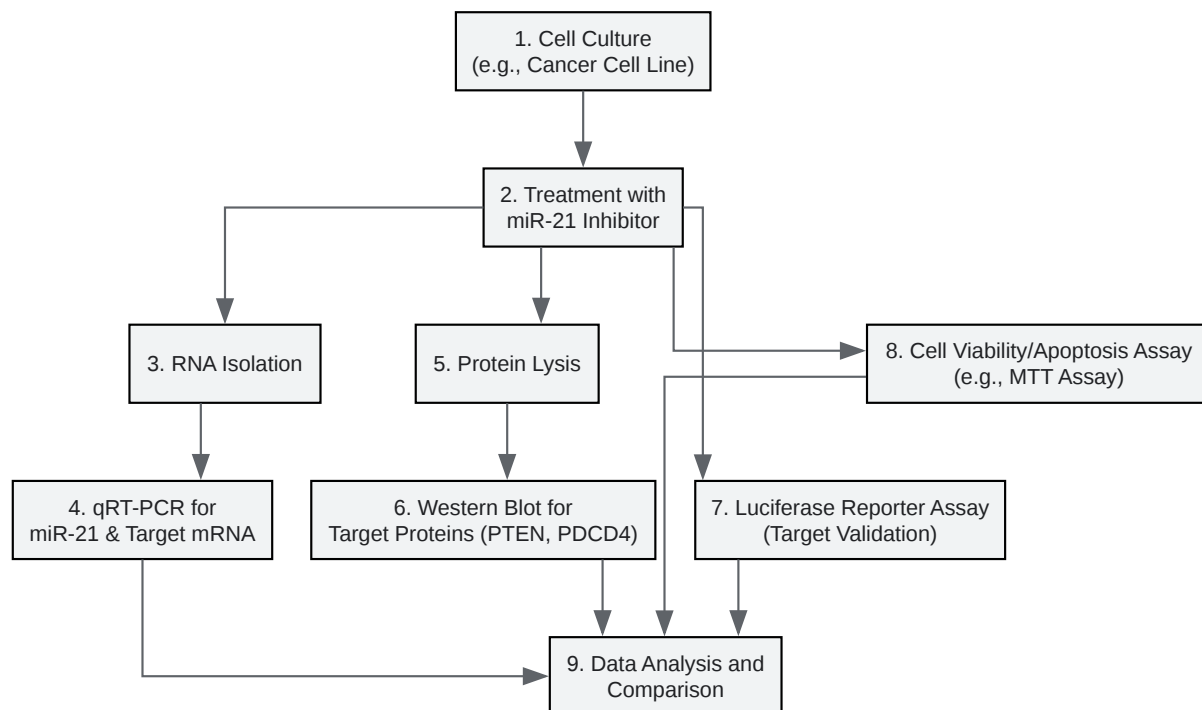 1. Cell Culture
(e.g., Cancer Cell Line)
2. Treatment with
miR-21 Inhibitor
3. RNA Isolation
5. Protein Lysis
8. Cell Viability/Apoptosis Assay
(e.g., MTT Assay)
4. qRT-PCR for
miR-21 & Target mRNA
6. Western Blot for
Target Proteins (PTEN, PDCD4)
7. Luciferase Reporter Assay
(Target Validation)
9. Data Analysis and
Comparison